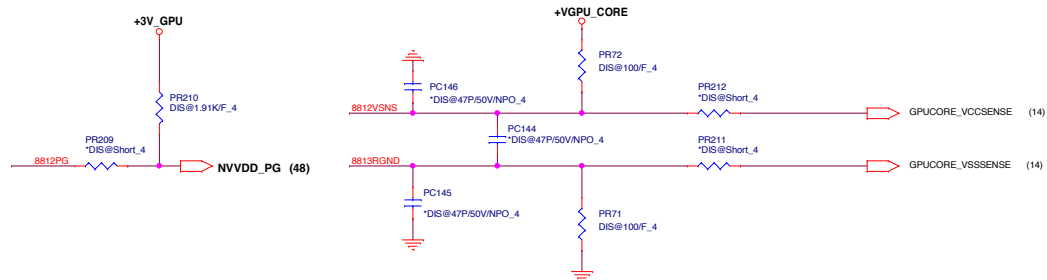 +3V_GPU
PR210
DIS@1.91K/F_4
PR209
*DIS@Short_4
8812PG
NVVDD_PG (48)
+VGPU_CORE
PR72
DIS@100/F_4
PC146
*DIS@47P/50V/NPO_4
8812VSNS
PR212
*DIS@Short_4
GPUCORE_VCCSENSE (14)
PC144
*DIS@47P/50V/NPO_4
8813RGND
PR211
*DIS@Short_4
GPUCORE_VSSSENSE (14)
PC145
*DIS@47P/50V/NPO_4
PR71
DIS@100/F_4